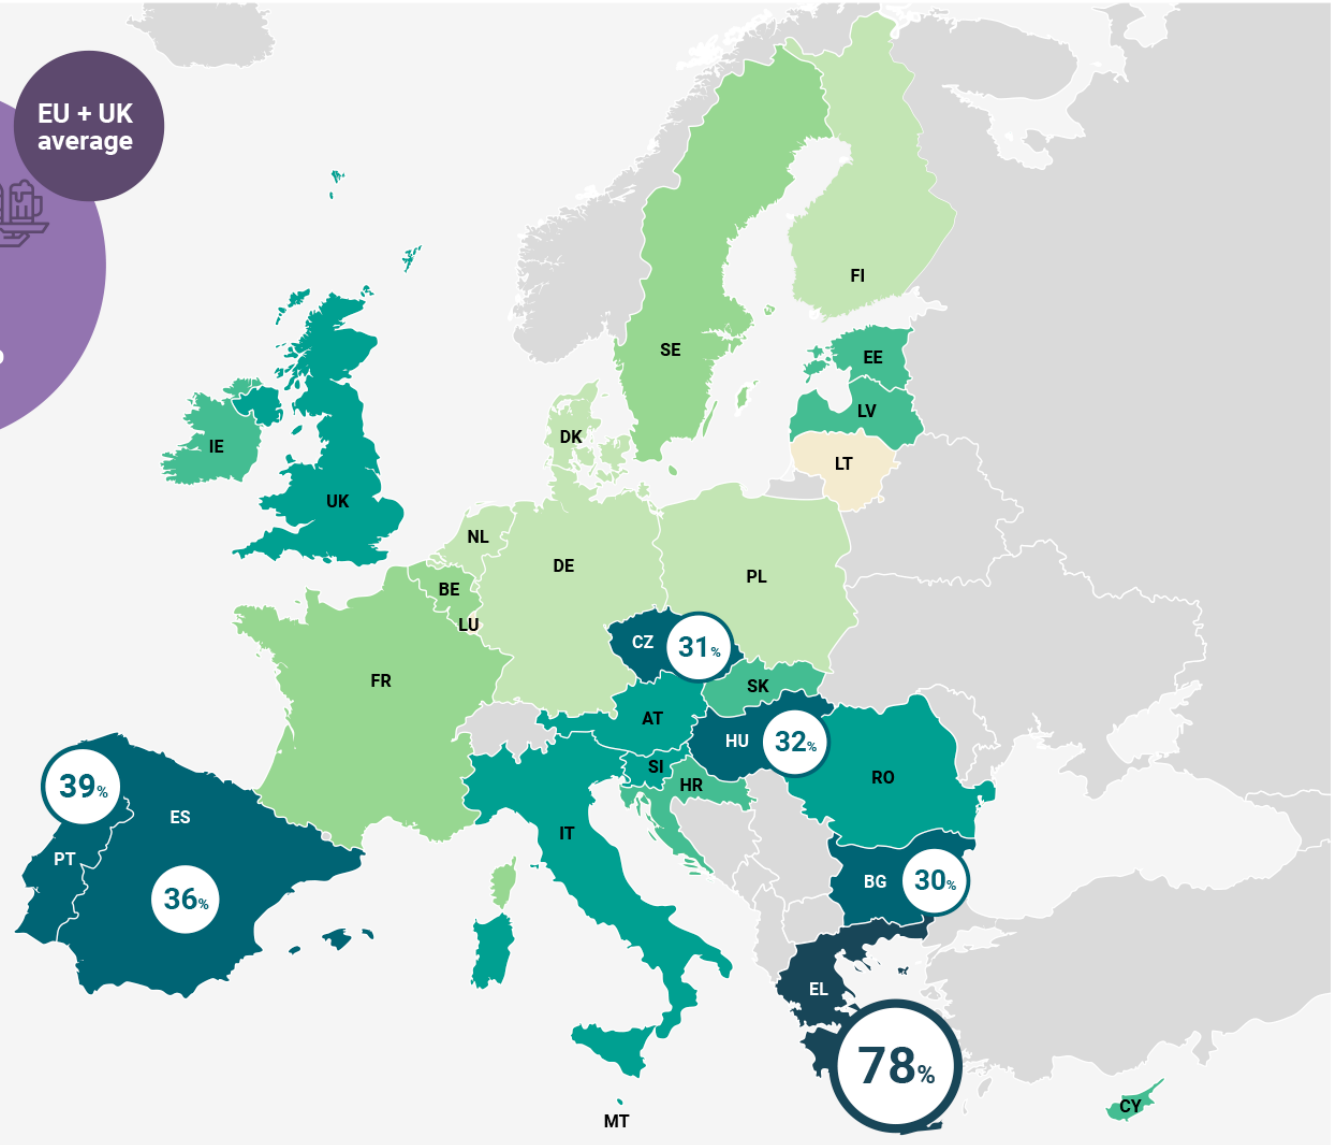 EU + UK
average
FI
SE
EE
LV
DK
LT
IE
UK
NL
DE
PL
BE
LU
CZ
31%
FR
SK
AT
HU
32%
SI
RO
39%
HR
ES
IT
PT
BG
30%
36%
EL
78%
CY
MT